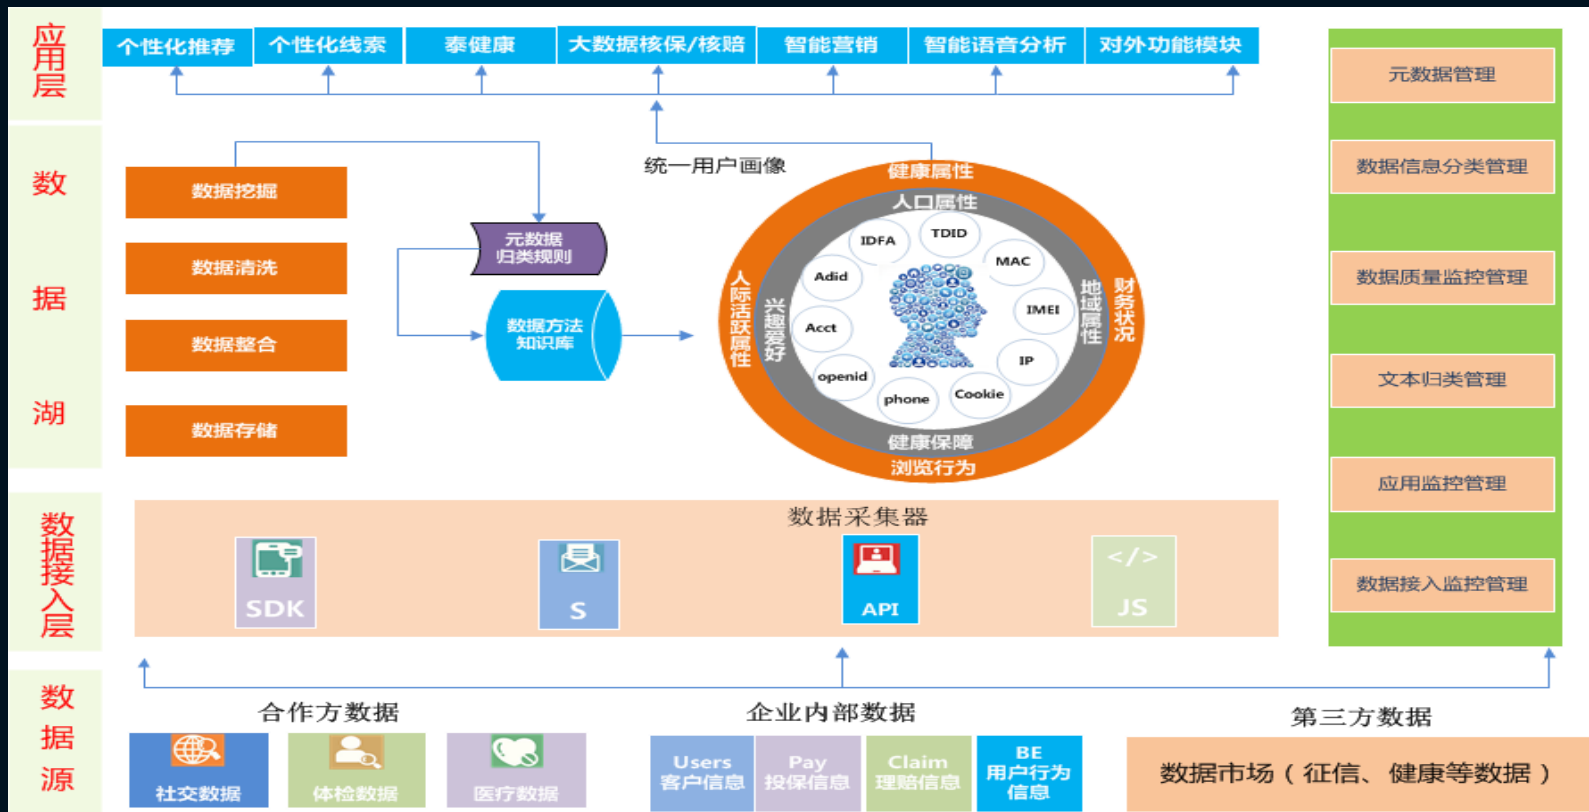 应用层
个性化推荐
个性化线索
泰健康
大数据核保/核赔
智能营销
智能语音分析
对外功能模块
数据湖
数据挖掘
数据清洗
数据整合
数据存储
元数据
归类规则
数据方法
知识库
统一用户画像
健康属性
人口属性
人际活跃属性
兴趣爱好
地域属性
财务状况
健康保障
浏览行为
IDFA
TDID
MAC
Adid
IMEI
Acct
IP
openid
phone
Cookie
元数据管理
数据信息分类管理
数据质量监控管理
文本归类管理
应用监控管理
数据接入监控管理
数据接入层
数据采集器
SDK
S
API
</>
JS
数据源
合作方数据
社交数据
体检数据
医疗数据
企业内部数据
Users
客户信息
Pay
投保信息
Claim
理赔信息
BE
用户行为
信息
第三方数据
数据市场（征信、健康等数据）